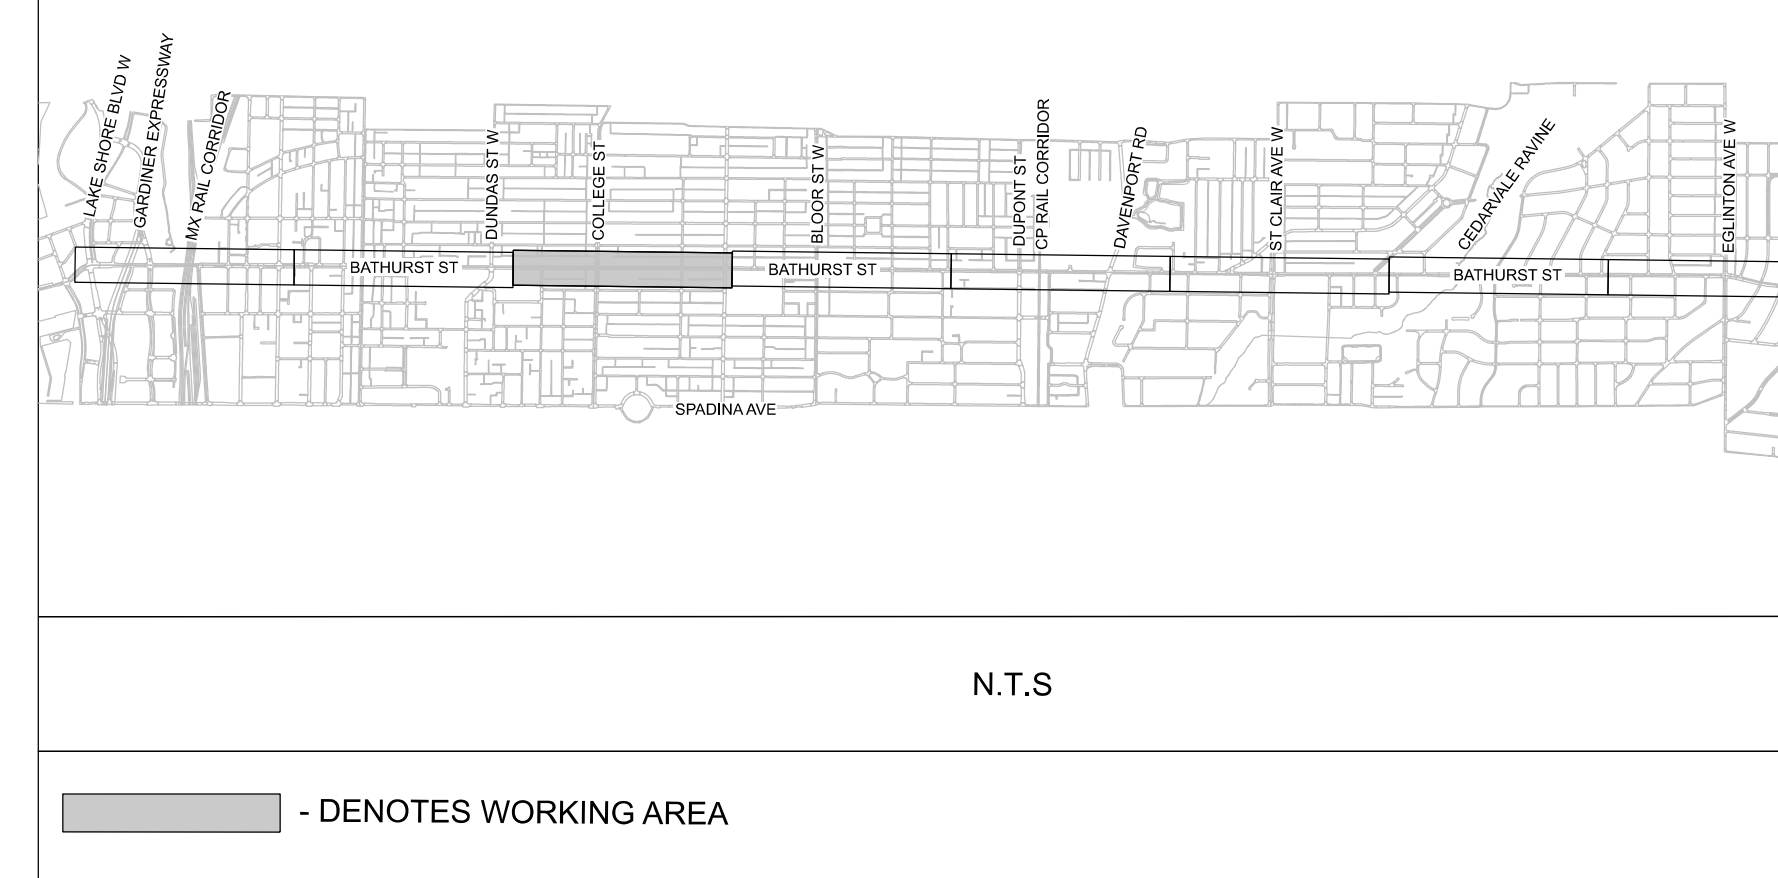 LAKE SHORE BLVD W
GARDINER EXPRESSWAY
MX RAIL CORRIDOR
DUNDAS ST W
COLLEGE ST
BLOOR ST W
DUPONT ST
CP RAIL CORRIDOR
DAVENPORT RD
ST CLAIR AVE W
CEDARVALE RAVINE
EGLINTON AVE W
BATHURST ST
BATHURST ST
BATHURST ST
SPADINA AVE
N.T.S
- DENOTES WORKING AREA